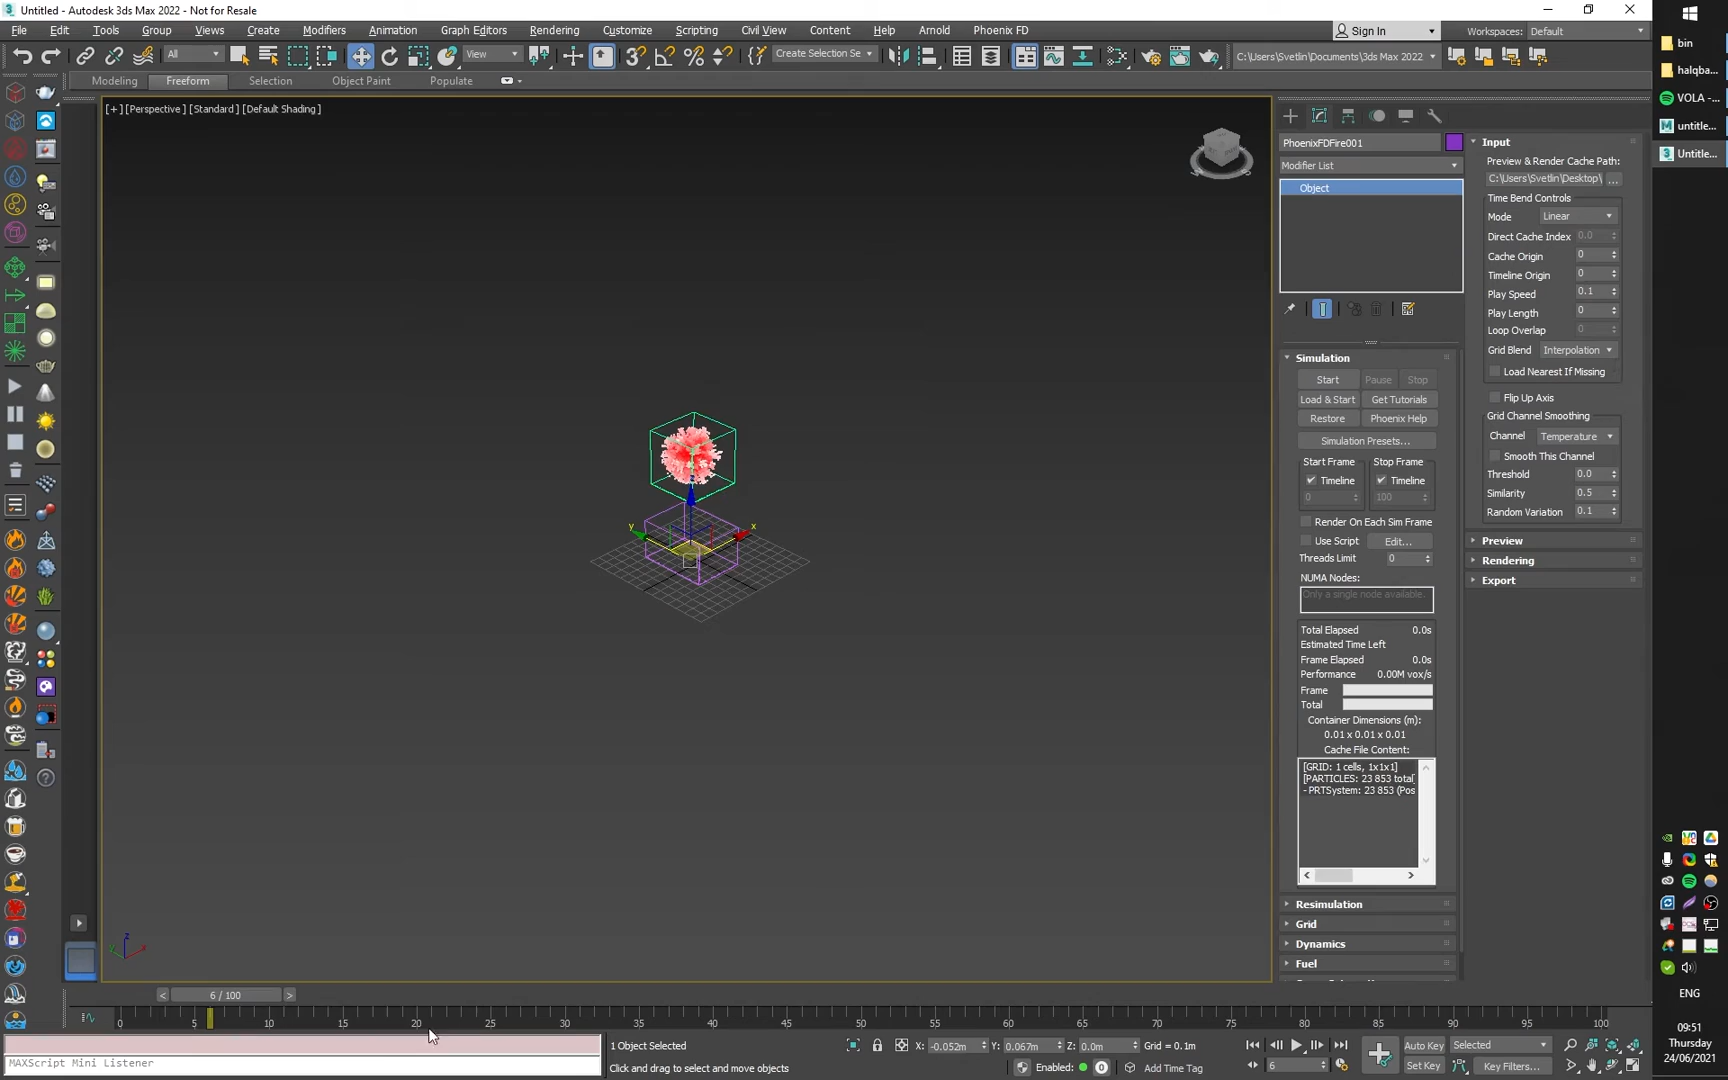 Untitled - Autodesk 3ds Max 2022 - Not for Resale
File Edit Tools Group Views Create Modifiers Animation Graph Editors Rendering Customize Scripting Civil View Content Help Arnold Phoenix FD
Sign In
Workspaces: Default
All
View
Create Selection Se
C:\Users\Svetlin\Documents\3ds Max 2022
Modeling Freeform Selection Object Paint Populate
[+] [Perspective ] [Standard ] [Default Shading ]
y
x
z
x
PhoenixFDFire001
Modifier List
Object
Simulation
Start Pause Stop
Load & Start Get Tutorials
Restore Phoenix Help
Simulation Presets...
Start Frame Stop Frame
Timeline Timeline
0 100
Render On Each Sim Frame
Use Script Edit...
Threads Limit 0
NUMA Nodes:
Only a single node available.
Total Elapsed 0.0s
Estimated Time Left
Frame Elapsed 0.0s
Performance 0.00M vox/s
Frame
Total
Container Dimensions (m):
0.01 x 0.01 x 0.01
Cache File Content:
[GRID: 1 cells, 1x1x1]
[PARTICLES: 23 853 total
- PRTSystem: 23 853 (Pos
Resimulation
Grid
Dynamics
Fuel
Input
Preview & Render Cache Path:
C:\Users\Svetlin\Desktop\ ...
Time Bend Controls
Mode Linear
Direct Cache Index 0.0
Cache Origin 0
Timeline Origin 0
Play Speed 0.1
Play Length 0
Loop Overlap 0
Grid Blend Interpolation
Load Nearest If Missing
Flip Up Axis
Grid Channel Smoothing
Channel Temperature
Smooth This Channel
Threshold 0.0
Similarity 0.5
Random Variation 0.1
Preview
Rendering
Export
bin
halqba...
VOLA -...
untitle...
Untitle...
ENG
09:51
Thursday
24/06/2021
< 6 / 100 >
0 5 10 15 20 25 30 35 40 45 50 55 60 65 70 75 80 85 90 95 100
MAXScript Mini Listener
1 Object Selected
Click and drag to select and move objects
X: -0.052m Y: 0.067m Z: 0.0m Grid = 0.1m
Enabled: 0 Add Time Tag
6
Auto Key Selected
Set Key Key Filters...